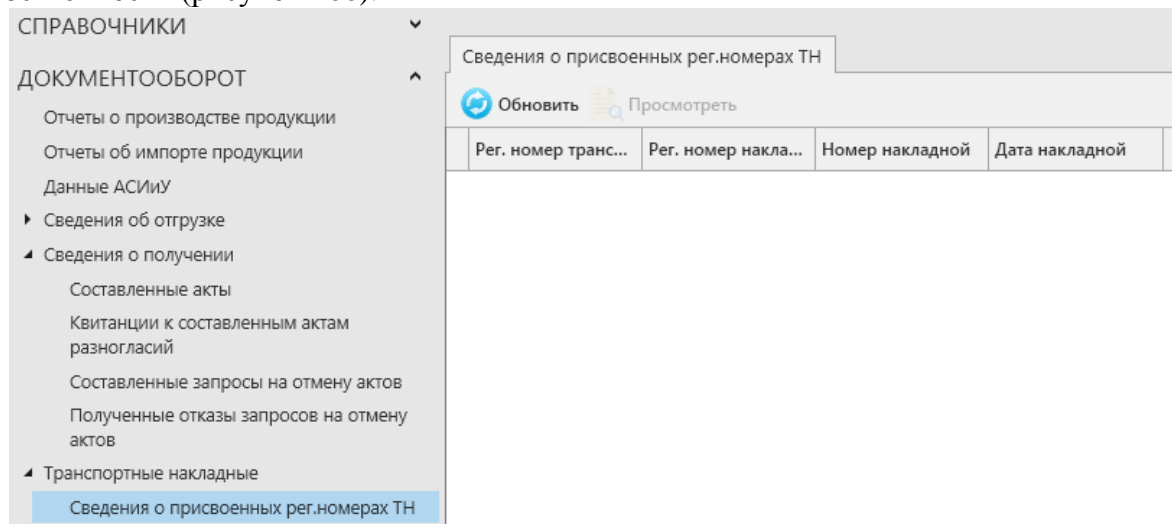 СПРАВОЧНИКИ
ДОКУМЕНТООБОРОТ
Отчеты о производстве продукции
Отчеты об импорте продукции
Данные АСИиУ
Сведения об отгрузке
Сведения о получении
Составленные акты
Квитанции к составленным актам
разногласий
Составленные запросы на отмену актов
Полученные отказы запросов на отмену
актов
Транспортные накладные
Сведения о присвоенных рег.номерах ТН
Сведения о присвоенных рег.номерах ТН
Обновить Просмотреть
Рег. номер транс... Рег. номер накла... Номер накладной Дата накладной